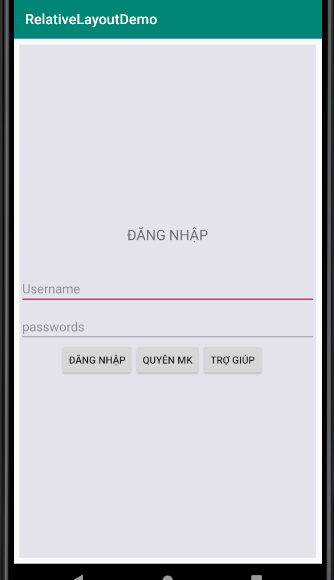 RelativeLayoutDemo
ĐĂNG NHẬP
Username
passwords
ĐĂNG NHẬP QUYÊN MK TRỢ GIÚP